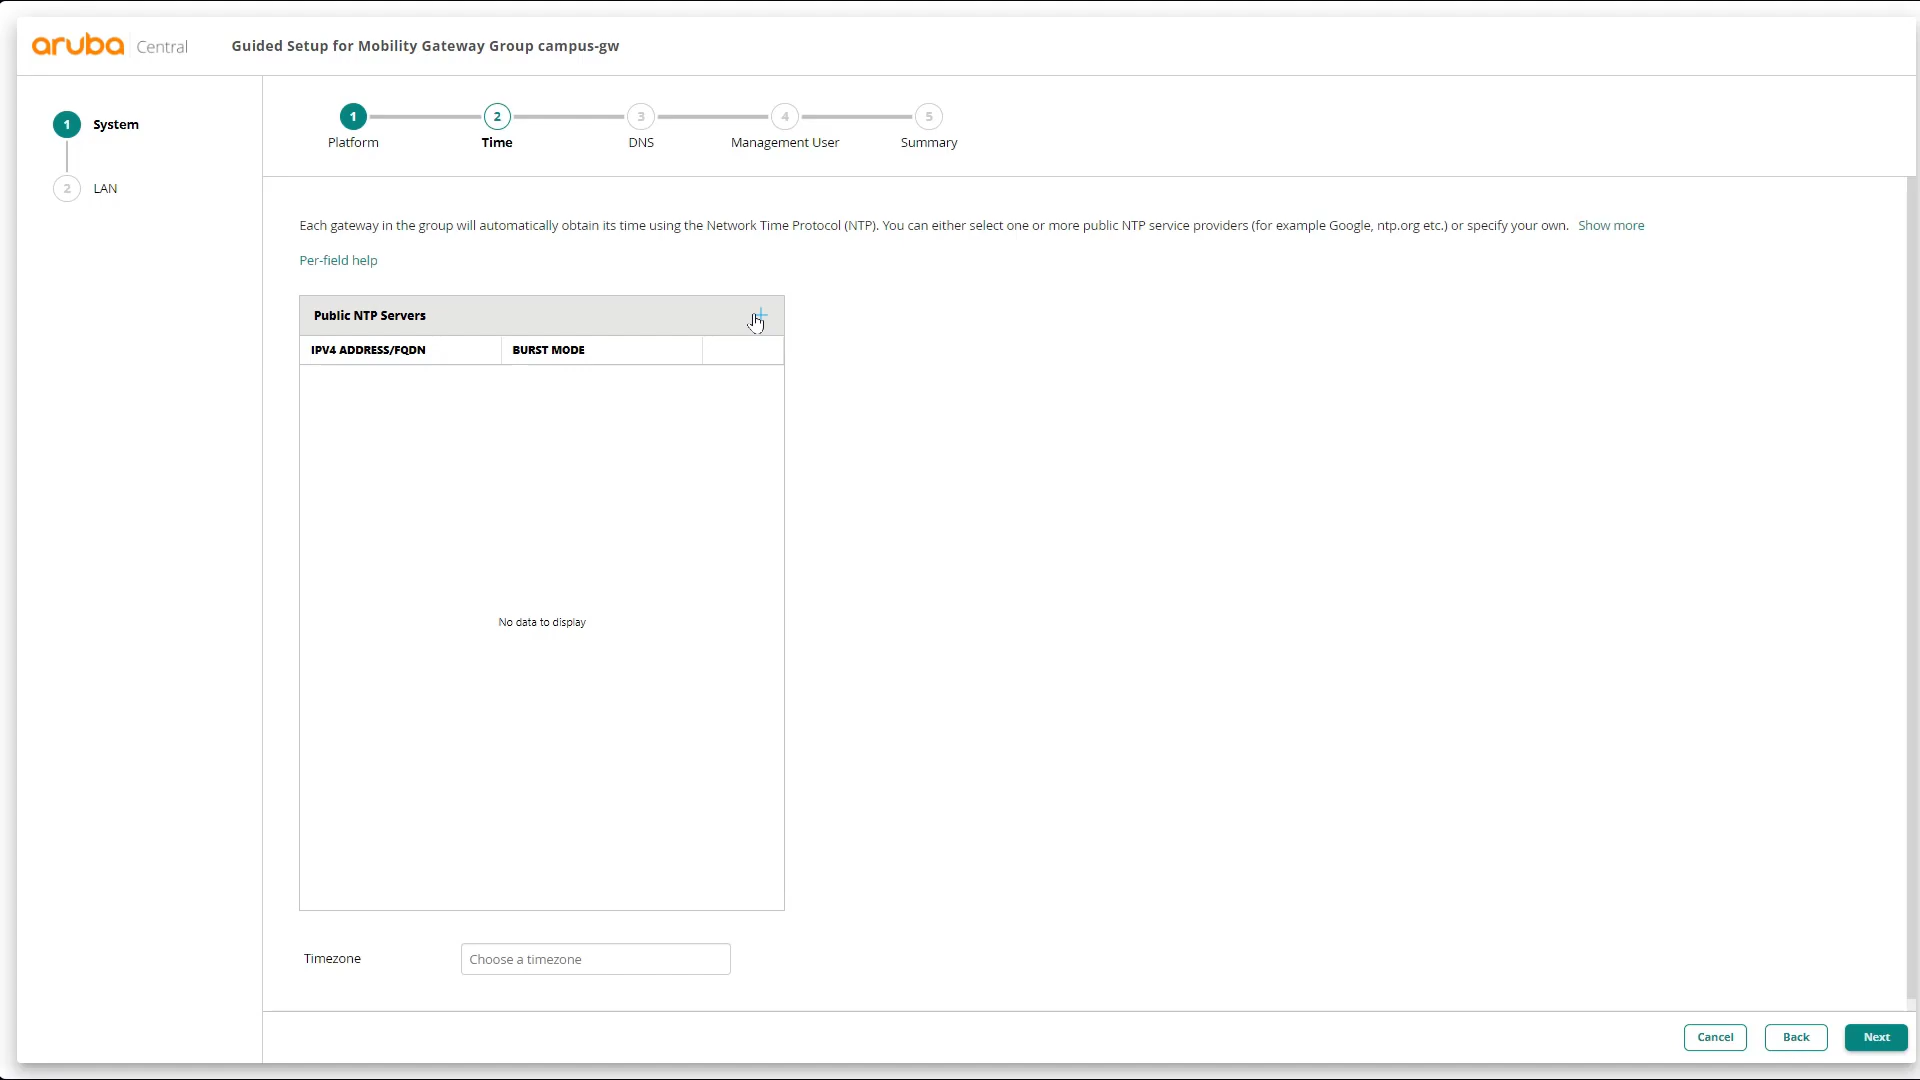 aruba Central
Guided Setup for Mobility Gateway Group campus-gw
1 System
2 LAN
1 2 3 4 5
Platform Time DNS Management User Summary
Each gateway in the group will automatically obtain its time using the Network Time Protocol (NTP). You can either select one or more public NTP service providers (for example Google, ntp.org etc.) or specify your own. Show more
Per-field help
Public NTP Servers +
IPV4 ADDRESS/FQDN BURST MODE
No data to display
Timezone Choose a timezone
Cancel Back Next